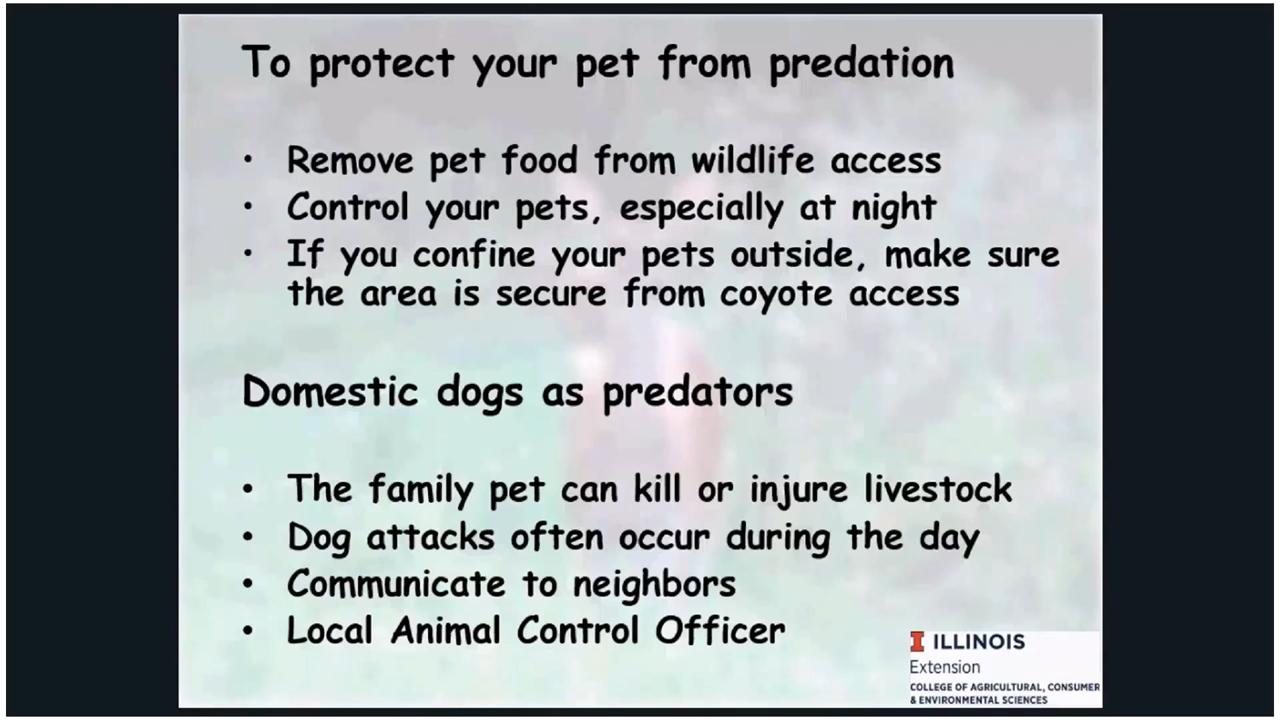 To protect your pet from predation
• Remove pet food from wildlife access
• Control your pets, especially at night
• If you confine your pets outside, make sure
the area is secure from coyote access
Domestic dogs as predators
• The family pet can kill or injure livestock
• Dog attacks often occur during the day
• Communicate to neighbors
• Local Animal Control Officer
I ILLINOIS
Extension
COLLEGE OF AGRICULTURAL, CONSUMER
& ENVIRONMENTAL SCIENCES